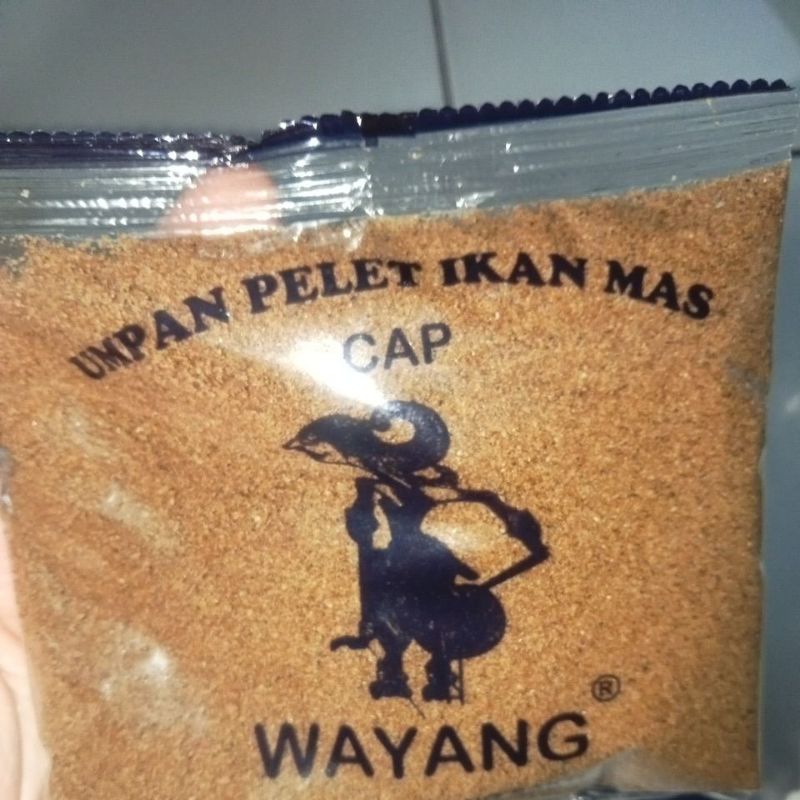 UMPAN PELET IKAN MAS
CAP
WAYANG ®